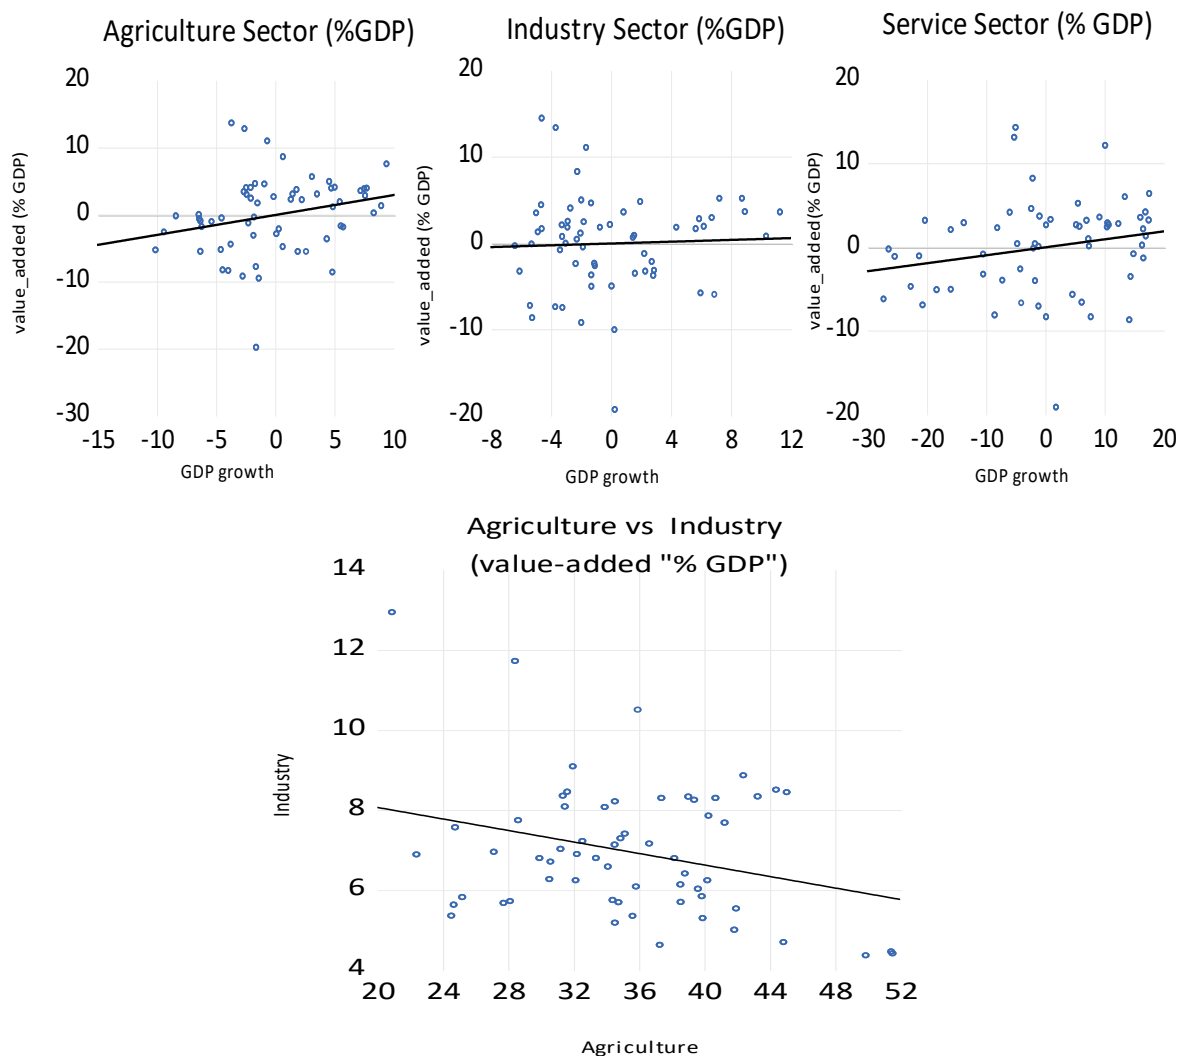 Agriculture Sector (%GDP)
20
10
0
-10
-20
-30
-15 -10 -5 0 5 10
value_added (% GDP)
GDP growth
Industry Sector (%GDP)
20
10
0
-10
-20
-8 -4 0 4 8 12
value_added (% GDP)
GDP growth
Service Sector (% GDP)
20
10
0
-10
-20
-30 -20 -10 0 10 20
value_added (% GDP)
GDP growth
Agriculture vs Industry
(value-added "% GDP")
14
12
10
8
6
4
20 24 28 32 36 40 44 48 52
Industry
Agriculture